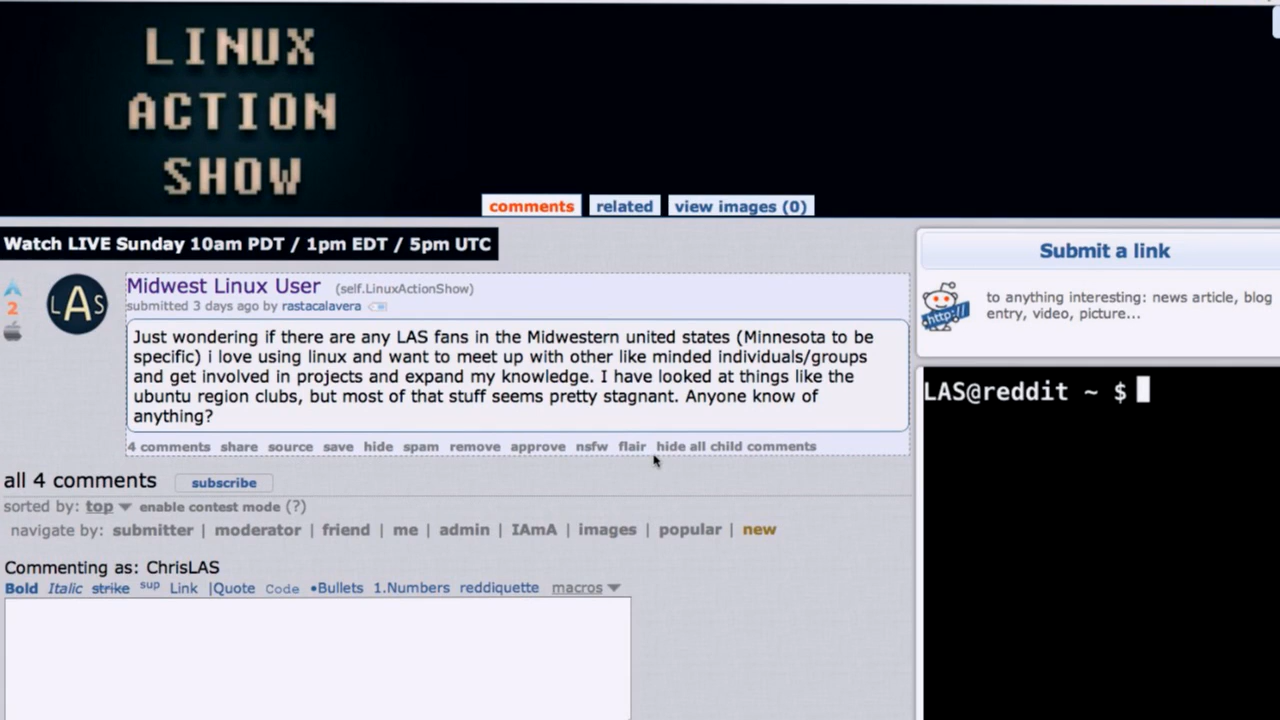 LINUX
ACTION
SHOW
comments related view images (0)
Watch LIVE Sunday 10am PDT / 1pm EDT / 5pm UTC
Submit a link
2
LAS
Midwest Linux User (self.LinuxActionShow)
submitted 3 days ago by rastacalavera
Just wondering if there are any LAS fans in the Midwestern united states (Minnesota to be
specific) i love using linux and want to meet up with other like minded individuals/groups
and get involved in projects and expand my knowledge. I have looked at things like the
ubuntu region clubs, but most of that stuff seems pretty stagnant. Anyone know of
anything?
4 comments share source save hide spam remove approve nsfw flair hide all child comments
http://
to anything interesting: news article, blog
entry, video, picture...
LAS@reddit ~ $
all 4 comments subscribe
sorted by: top enable contest mode (?)
navigate by: submitter | moderator | friend | me | admin | IAmA | images | popular | new
Commenting as: ChrisLAS
Bold Italic strike sup Link |Quote Code •Bullets 1.Numbers reddiquette macros